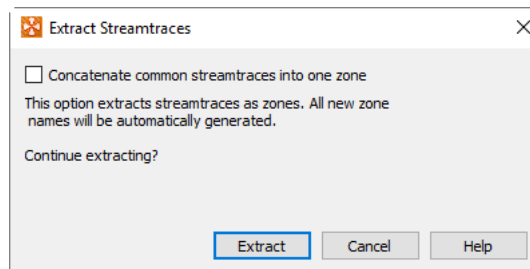 Extract Streamtraces
Concatenate common streamtraces into one zone
This option extracts streamtraces as zones. All new zone
names will be automatically generated.
Continue extracting?
Extract Cancel Help